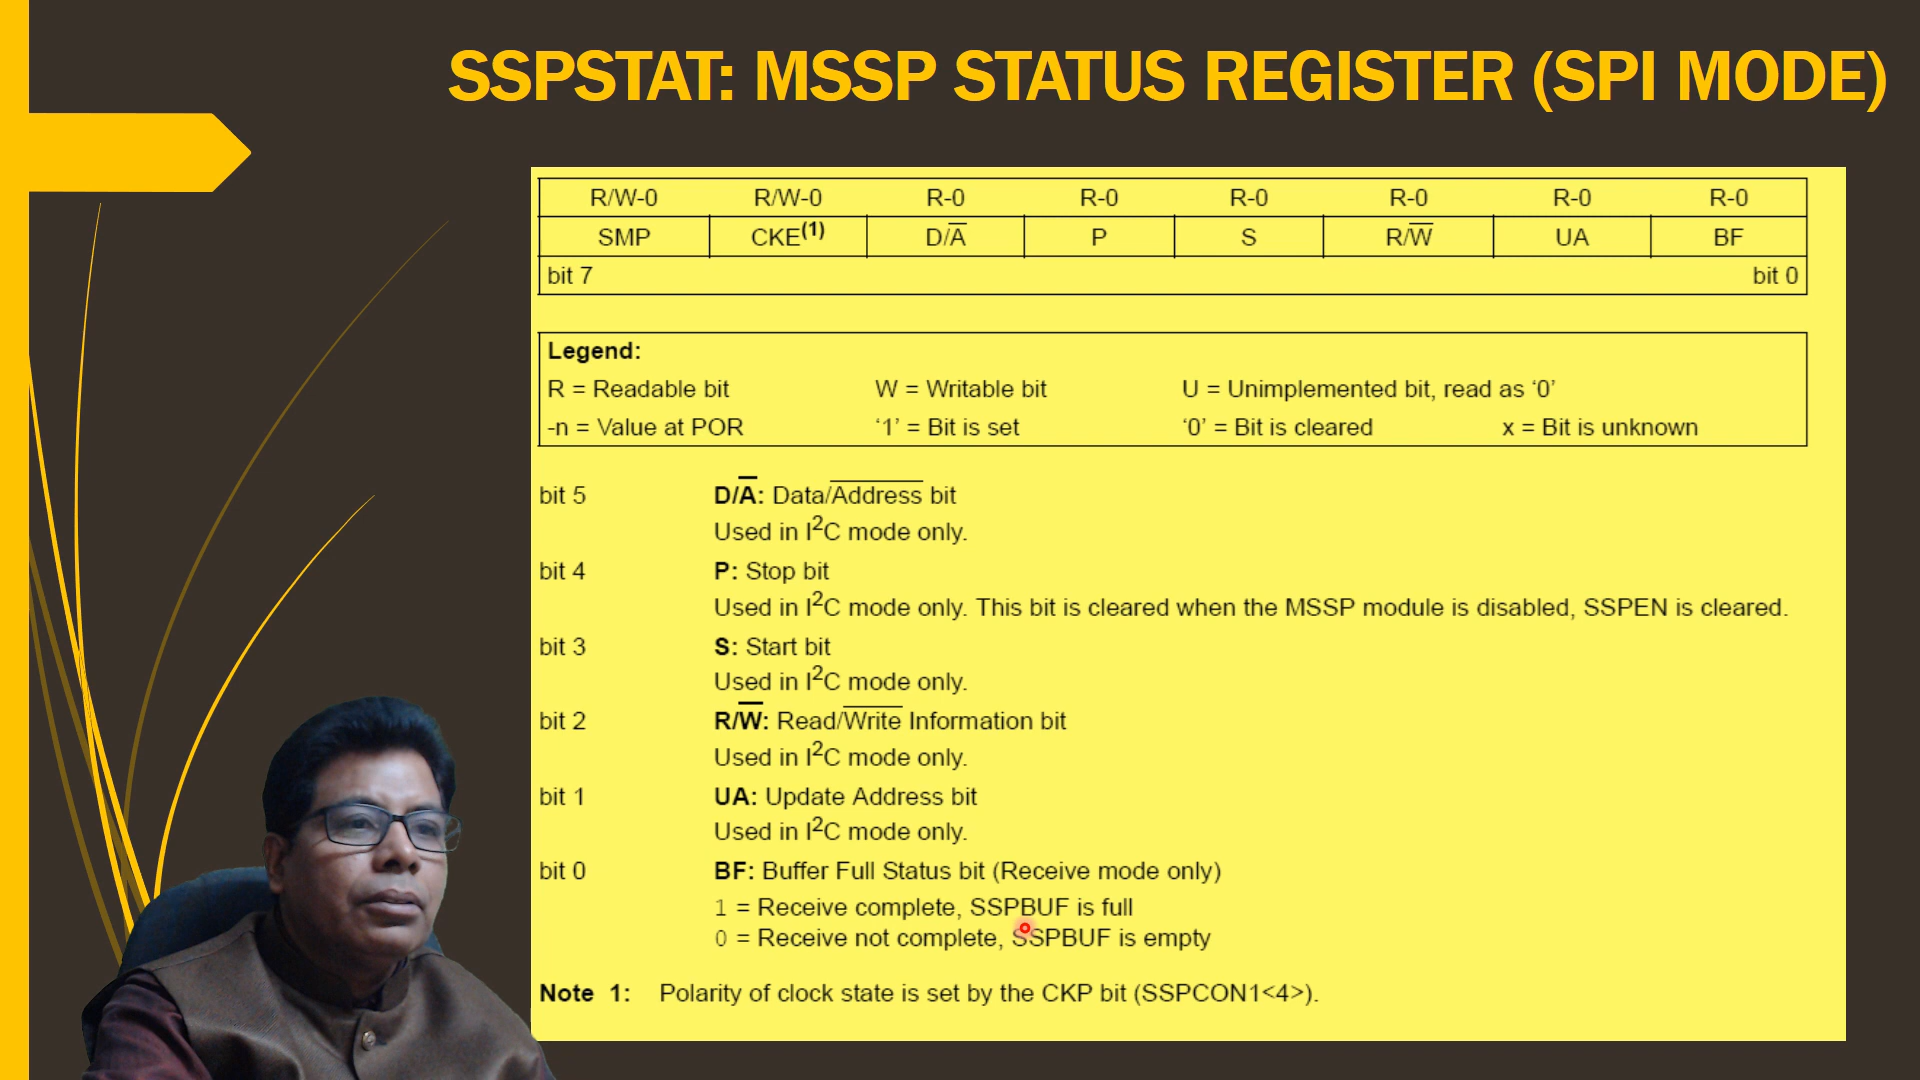 SSPSTAT: MSSP STATUS REGISTER (SPI MODE)
R/W-0 R/W-0 R-0 R-0 R-0 R-0 R-0 R-0
SMP CKE(1) D/A̅ P S R/W̅ UA BF
bit 7 bit 0
Legend:
R = Readable bit W = Writable bit U = Unimplemented bit, read as ‘0’
-n = Value at POR ‘1’ = Bit is set ‘0’ = Bit is cleared x = Bit is unknown
bit 5 D/A̅: Data/Address bit
Used in I²C mode only.
bit 4 P: Stop bit
Used in I²C mode only. This bit is cleared when the MSSP module is disabled, SSPEN is cleared.
bit 3 S: Start bit
Used in I²C mode only.
bit 2 R/W̅: Read/Write Information bit
Used in I²C mode only.
bit 1 UA: Update Address bit
Used in I²C mode only.
bit 0 BF: Buffer Full Status bit (Receive mode only)
1 = Receive complete, SSPBUF is full
0 = Receive not complete, SSPBUF is empty
Note 1: Polarity of clock state is set by the CKP bit (SSPCON1<4>).